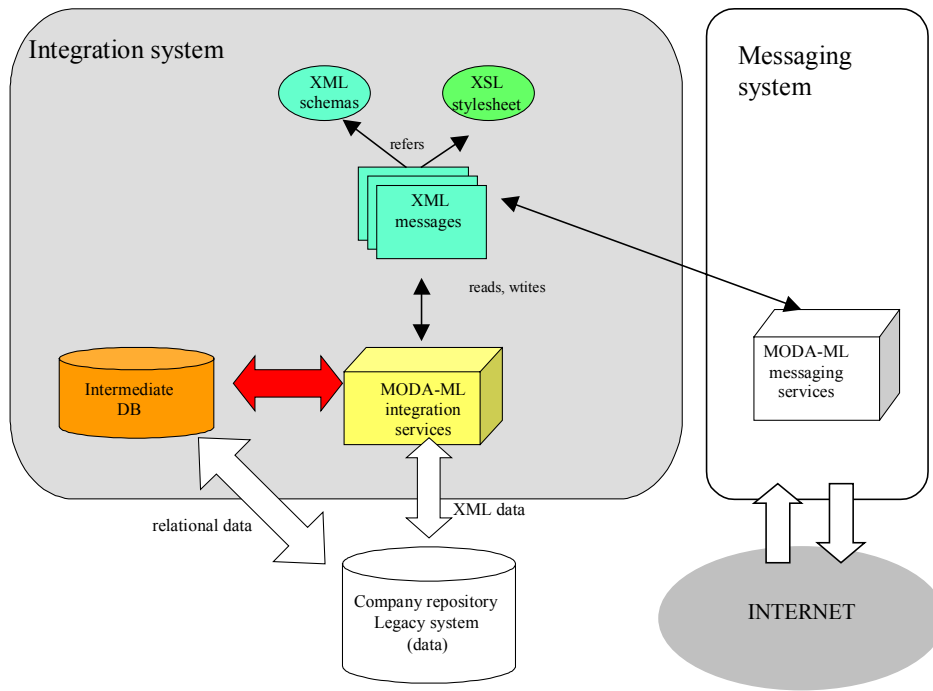 Integration system
Messaging
system
XML
schemas
XSL
stylesheet
refers
XML
messages
reads, wtites
MODA-ML
messaging
services
Intermediate
DB
MODA-ML
integration
services
relational data
XML data
Company repository
Legacy system
(data)
INTERNET